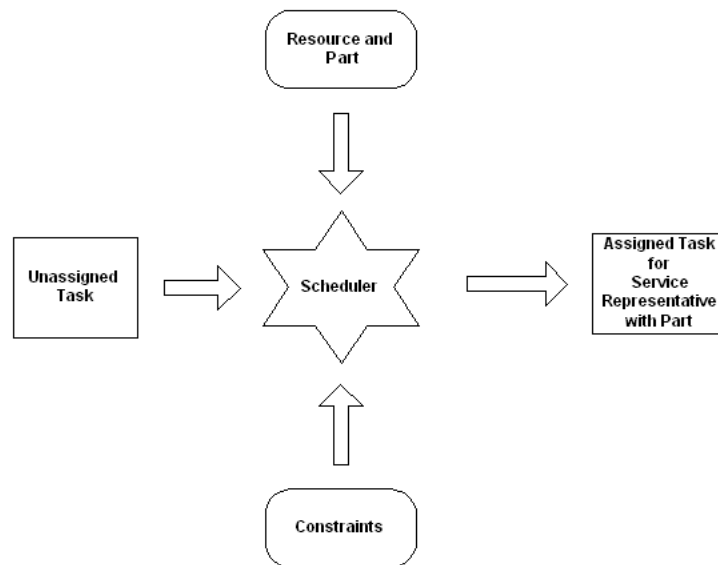 Resource and
Part
Unassigned
Task
Scheduler
Assigned Task
for
Service
Representative
with Part
Constraints